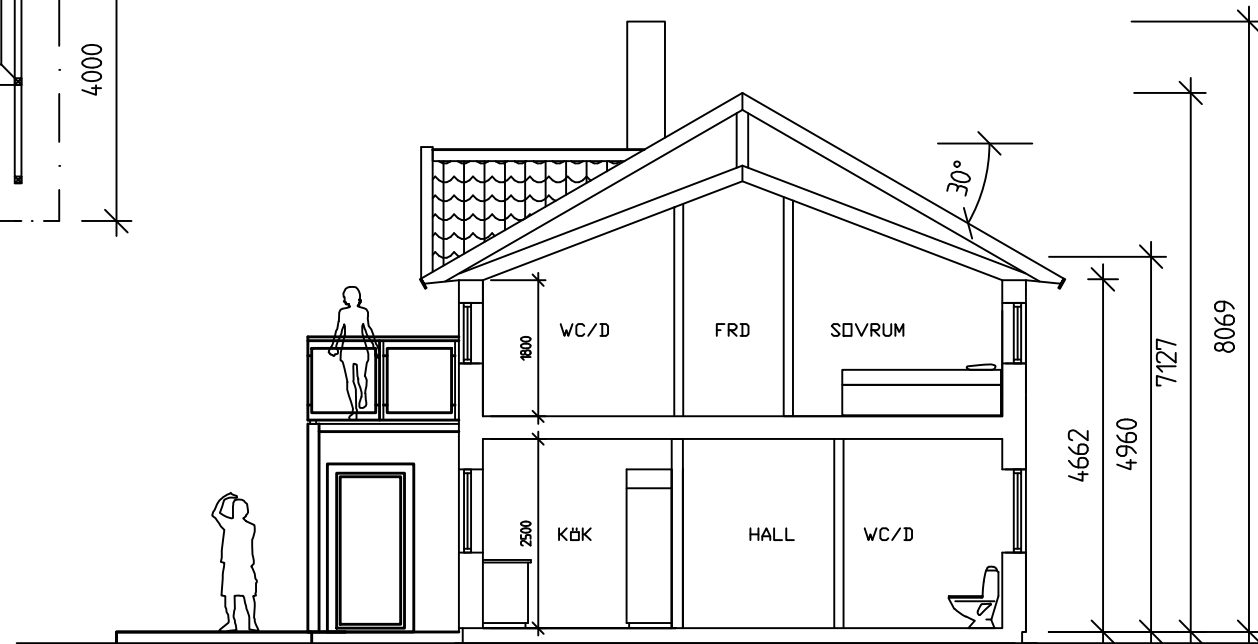 4000
30°
WC/D
FRD
SOVRUM
1800
8069
7127
4960
4662
2500
KÖK
HALL
WC/D